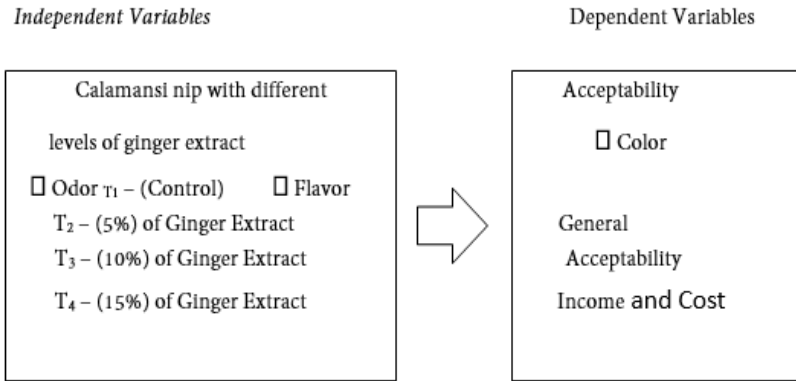 Independent Variables
Dependent Variables
Calamansi nip with different
levels of ginger extract
▯ Odor T1 – (Control) ▯ Flavor
T₂ – (5%) of Ginger Extract
T₃ – (10%) of Ginger Extract
T₄ – (15%) of Ginger Extract
Acceptability
▯ Color
General
Acceptability
Income and Cost